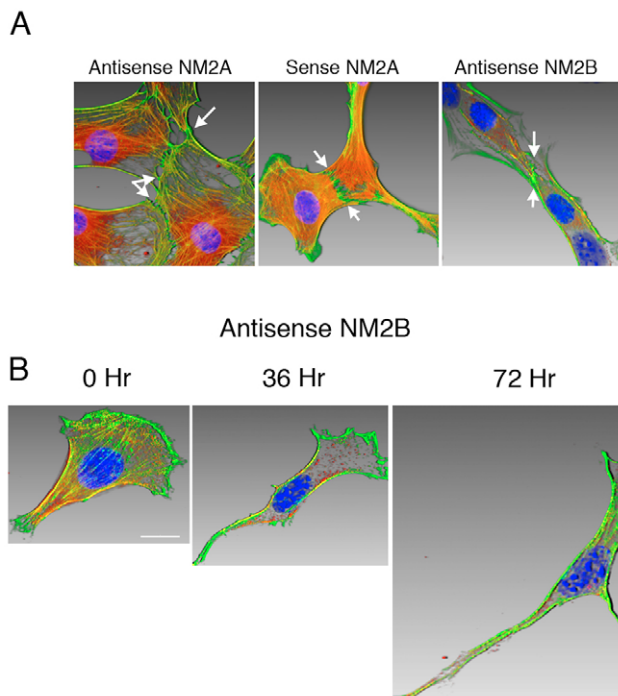 A
Antisense NM2A
Sense NM2A
Antisense NM2B
Antisense NM2B
B
0 Hr
36 Hr
72 Hr